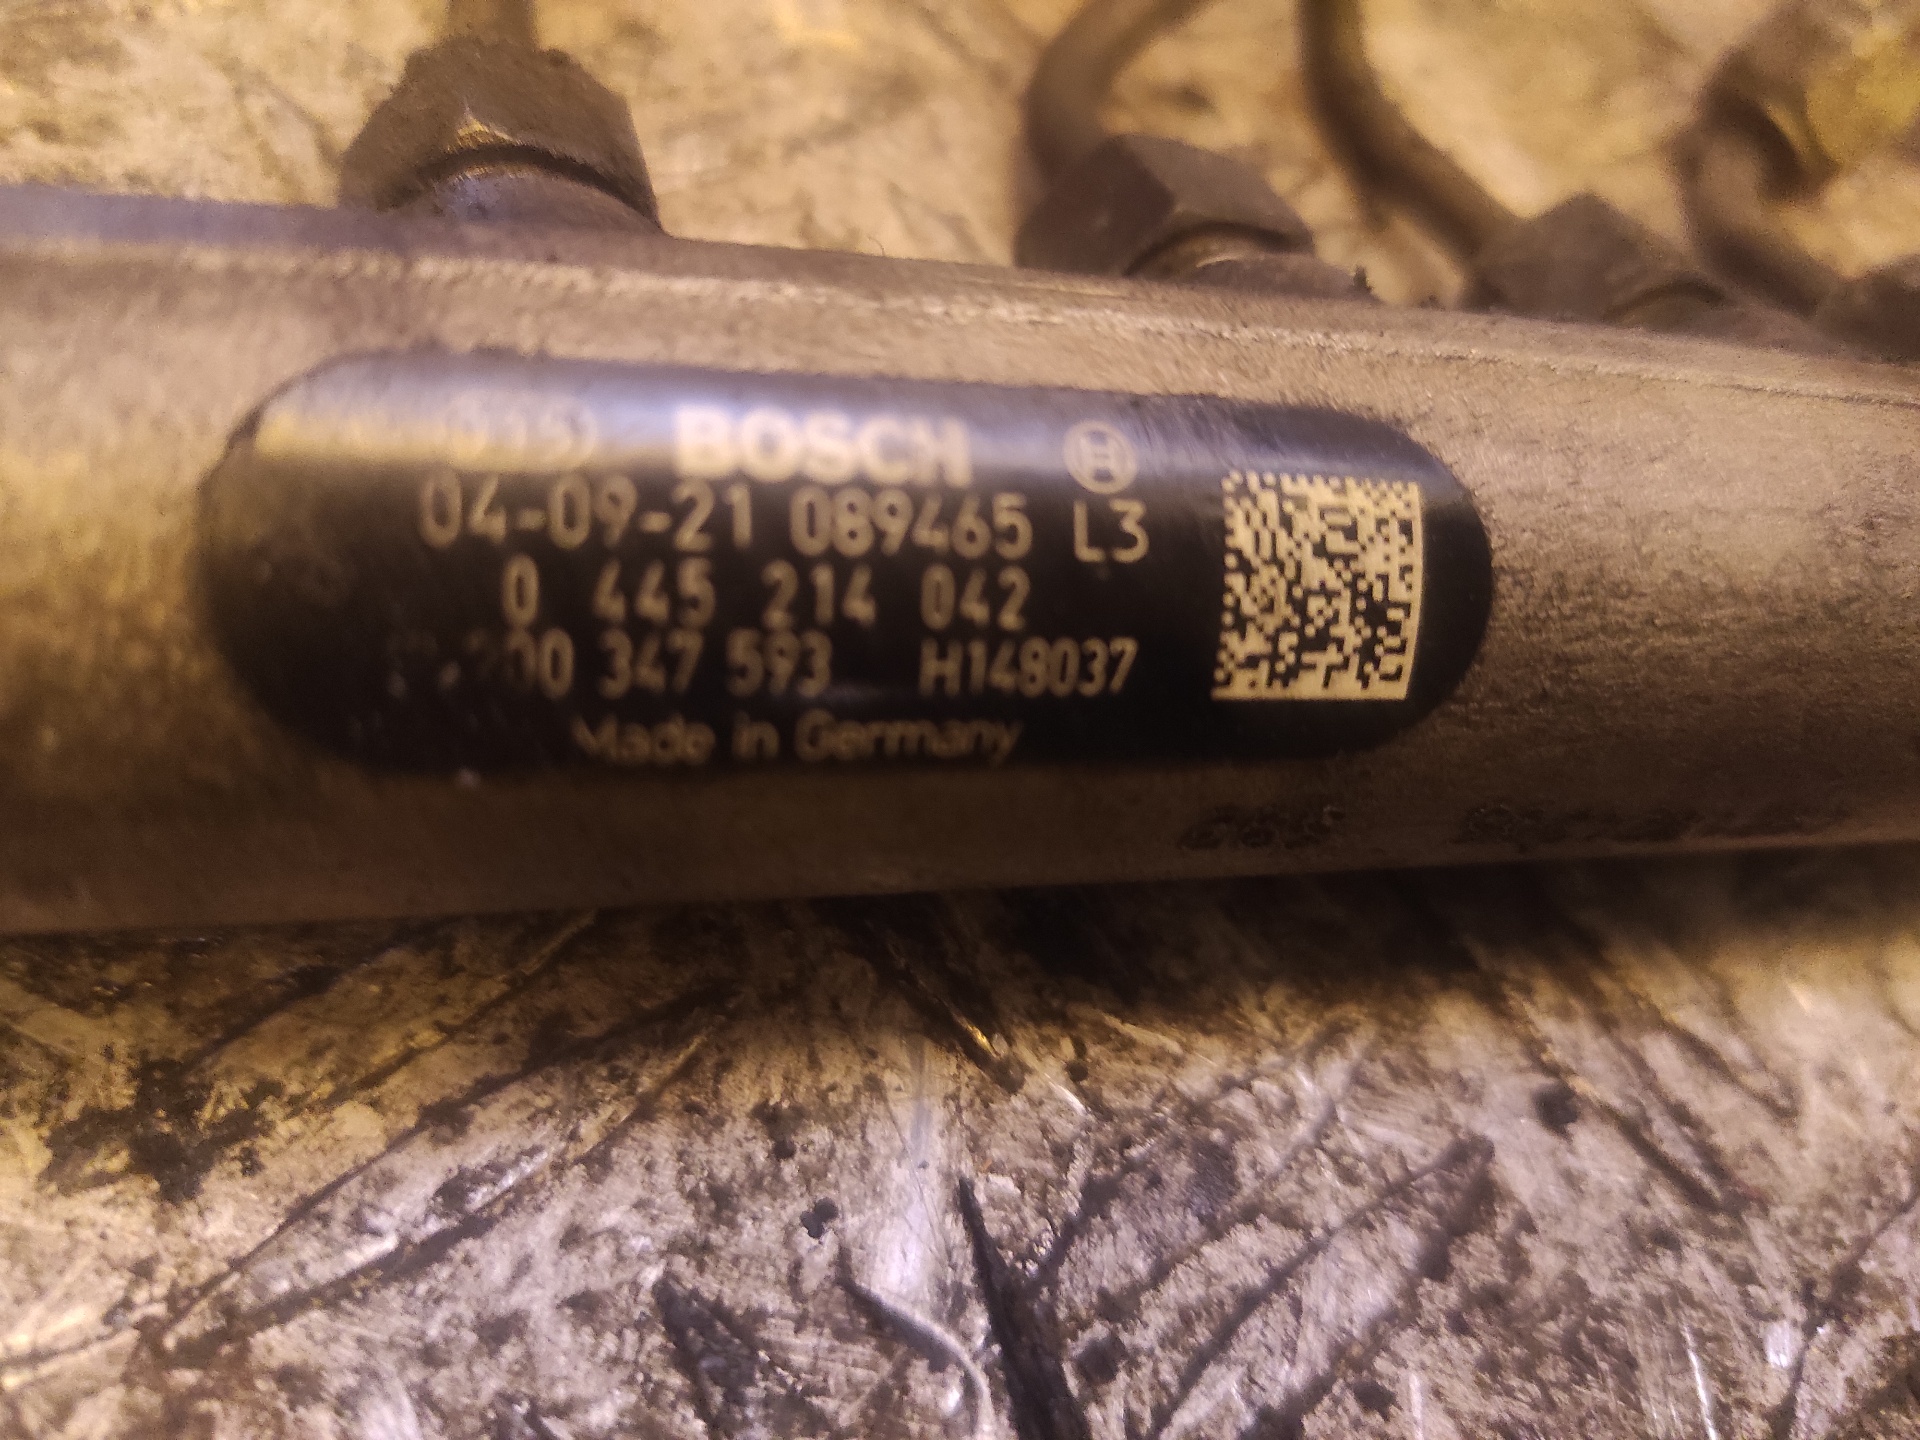 BOSCH
04-09-21 089465 L3
0 445 214 042
347 593 H148037
Made in Germany